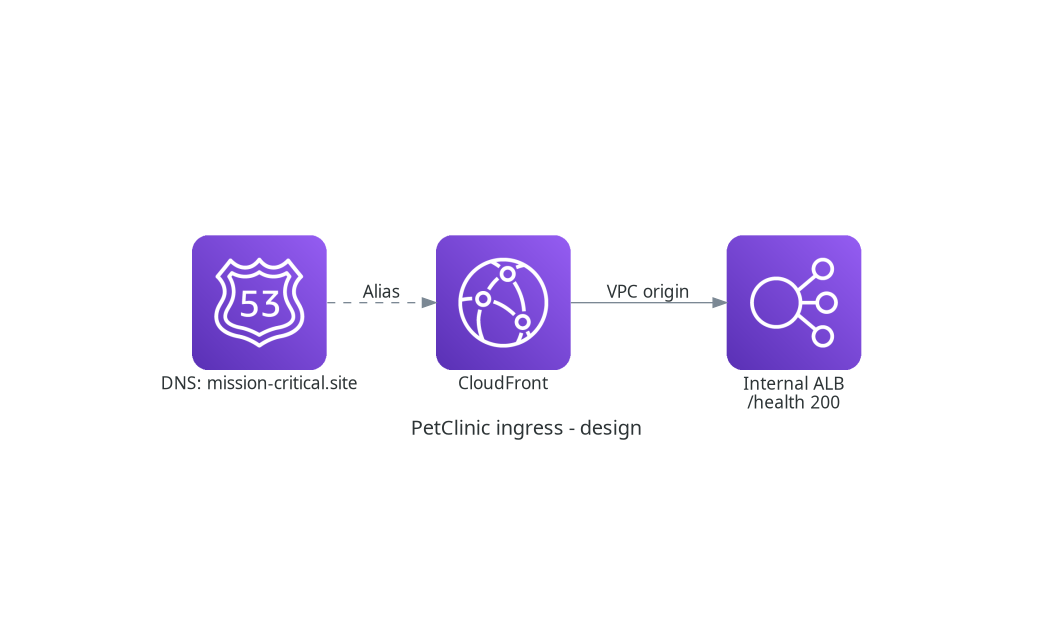 53
Alias
VPC origin
DNS: mission-critical.site
CloudFront
Internal ALB
/health 200
PetClinic ingress - design